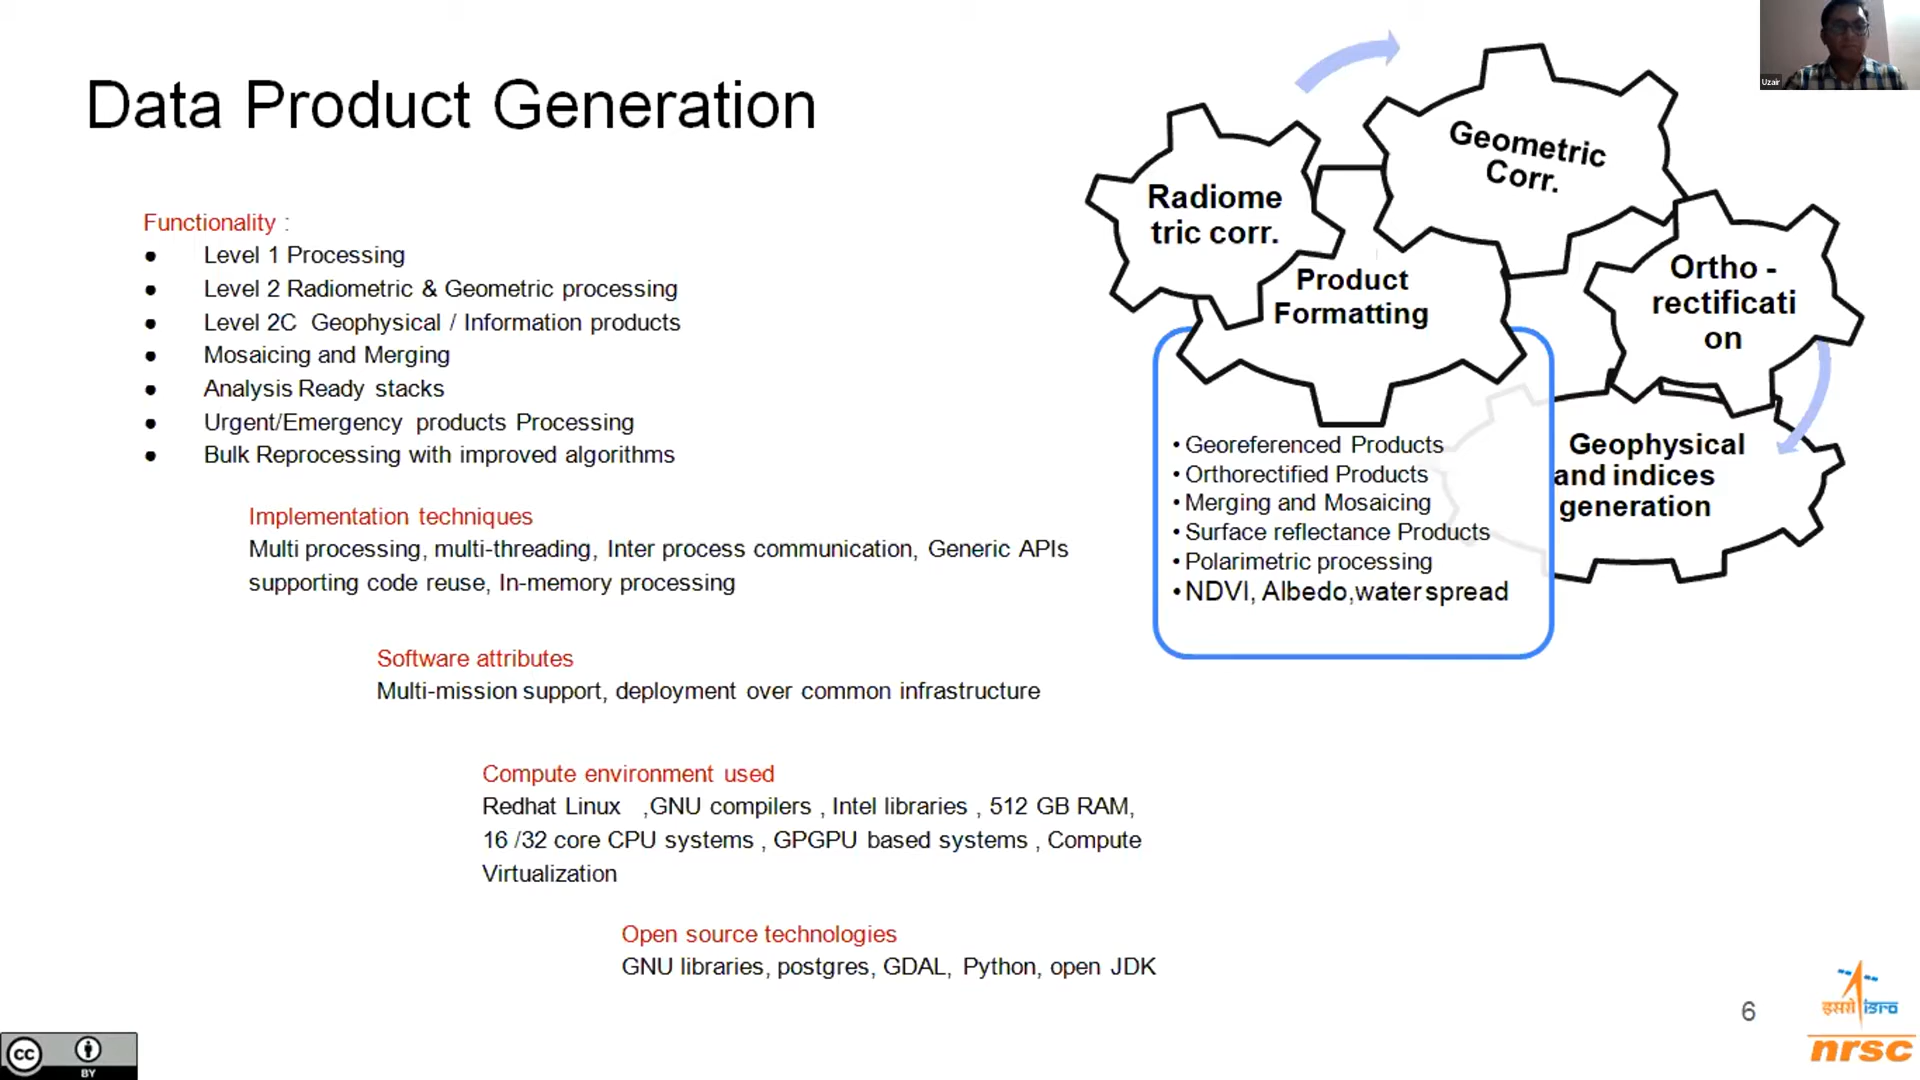 Data Product Generation
Functionality :
● Level 1 Processing
● Level 2 Radiometric & Geometric processing
● Level 2C Geophysical / Information products
● Mosaicing and Merging
● Analysis Ready stacks
● Urgent/Emergency products Processing
● Bulk Reprocessing with improved algorithms
Implementation techniques
Multi processing, multi-threading, Inter process communication, Generic APIs
supporting code reuse, In-memory processing
Software attributes
Multi-mission support, deployment over common infrastructure
Compute environment used
Redhat Linux ,GNU compilers , Intel libraries , 512 GB RAM,
16 /32 core CPU systems , GPGPU based systems , Compute
Virtualization
Open source technologies
GNU libraries, postgres, GDAL, Python, open JDK
Radiome
tric corr.
Geometric
Corr.
Product
Formatting
Ortho -
rectificati
on
Geophysical
and indices
generation
• Georeferenced Products
• Orthorectified Products
• Merging and Mosaicing
• Surface reflectance Products
• Polarimetric processing
• NDVI, Albedo,water spread
Uzair
6
इसरो isro
nrsc
cc
BY